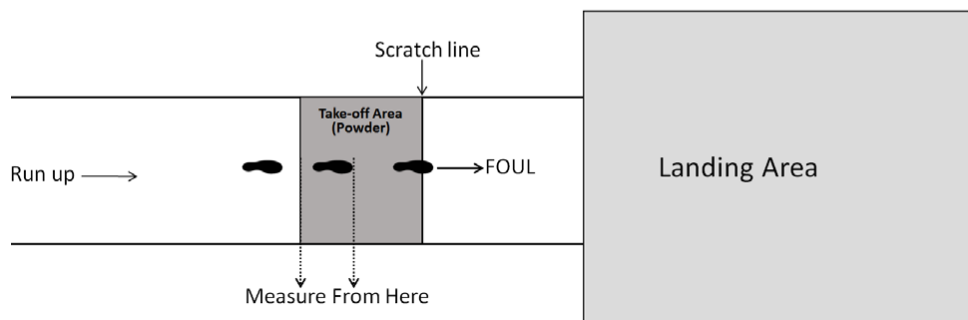 Scratch line
Take-off Area
(Powder)
Run up
FOUL
Landing Area
Measure From Here